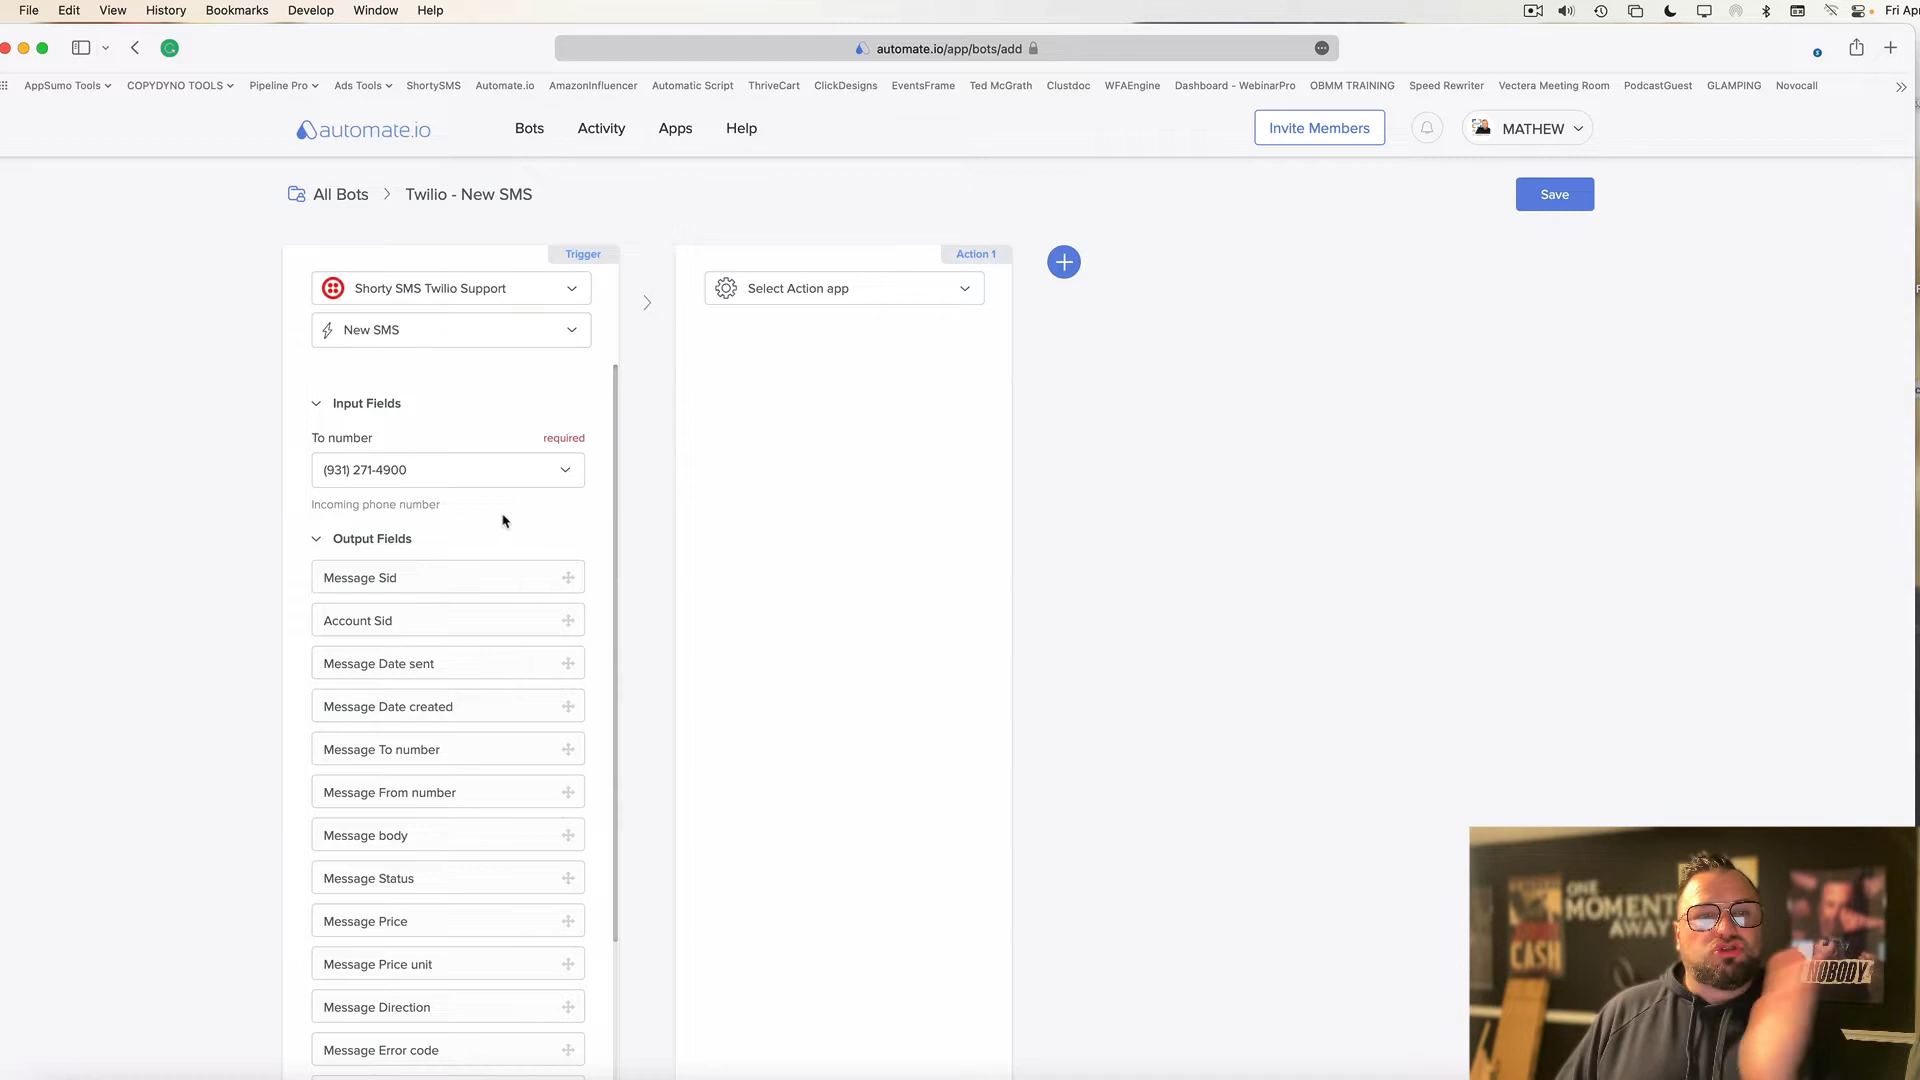 File Edit View History Bookmarks Develop Window Help
Fri Apr
automate.io/app/bots/add
AppSumo Tools COPYDYNO TOOLS Pipeline Pro Ads Tools ShortySMS Automate.io AmazonInfluencer Automatic Script ThriveCart ClickDesigns EventsFrame Ted McGrath Clustdoc WFAEngine Dashboard - WebinarPro OBMM TRAINING Speed Rewriter Vectera Meeting Room PodcastGuest GLAMPING Novocall
automate.io Bots Activity Apps Help Invite Members MATHEW
All Bots > Twilio - New SMS Save
Trigger Action 1
Shorty SMS Twilio Support Select Action app
New SMS
Input Fields
To number required
(931) 271-4900
Incoming phone number
Output Fields
Message Sid
Account Sid
Message Date sent
Message Date created
Message To number
Message From number
Message body
Message Status
Message Price
Message Price unit
Message Direction
Message Error code
ONE
MOMENT
AWAY
CASH
NOBODY